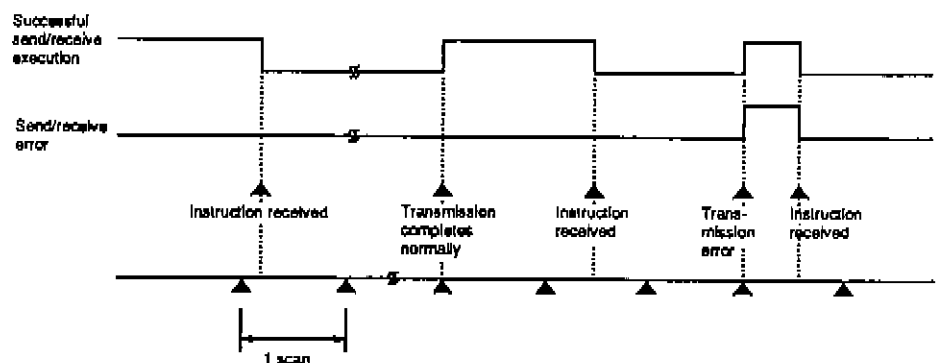 Successful
send/receive
execution
Send/receive
error
Instruction received
Transmission
completes
normally
Instruction
received
Trans-
mission
error
Instruction
received
1 scan